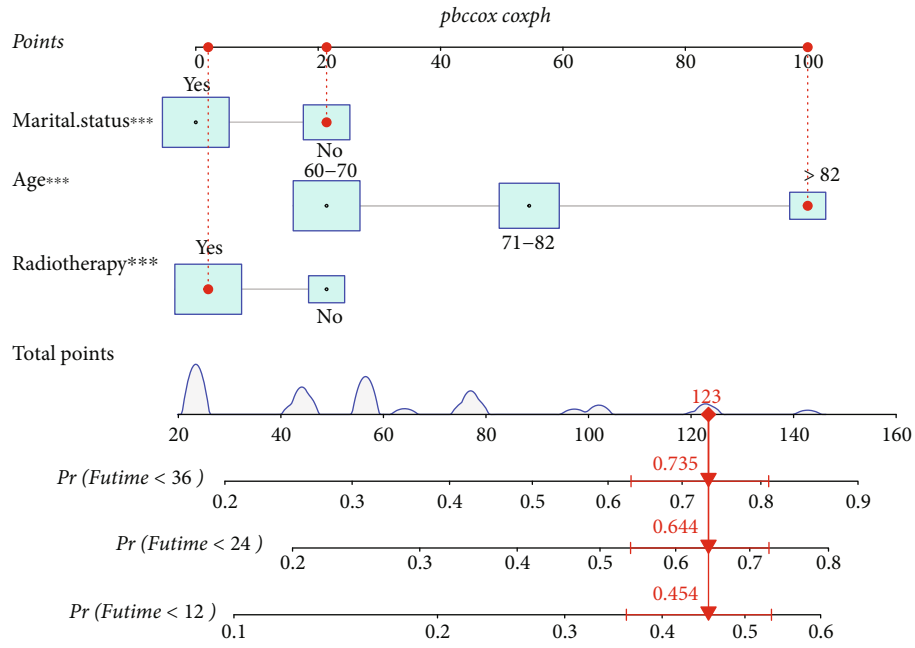 pbccox coxph
Points
0 20 40 60 80 100
Yes
Marital.status***
No
60–70
Age***
> 82
71–82
Yes
Radiotherapy***
No
Total points
123
20 40 60 80 100 120 140 160
0.735
Pr (Futime < 36 )
0.2 0.3 0.4 0.5 0.6 0.7 0.8 0.9
0.644
Pr (Futime < 24 )
0.2 0.3 0.4 0.5 0.6 0.7 0.8
0.454
Pr (Futime < 12 )
0.1 0.2 0.3 0.4 0.5 0.6